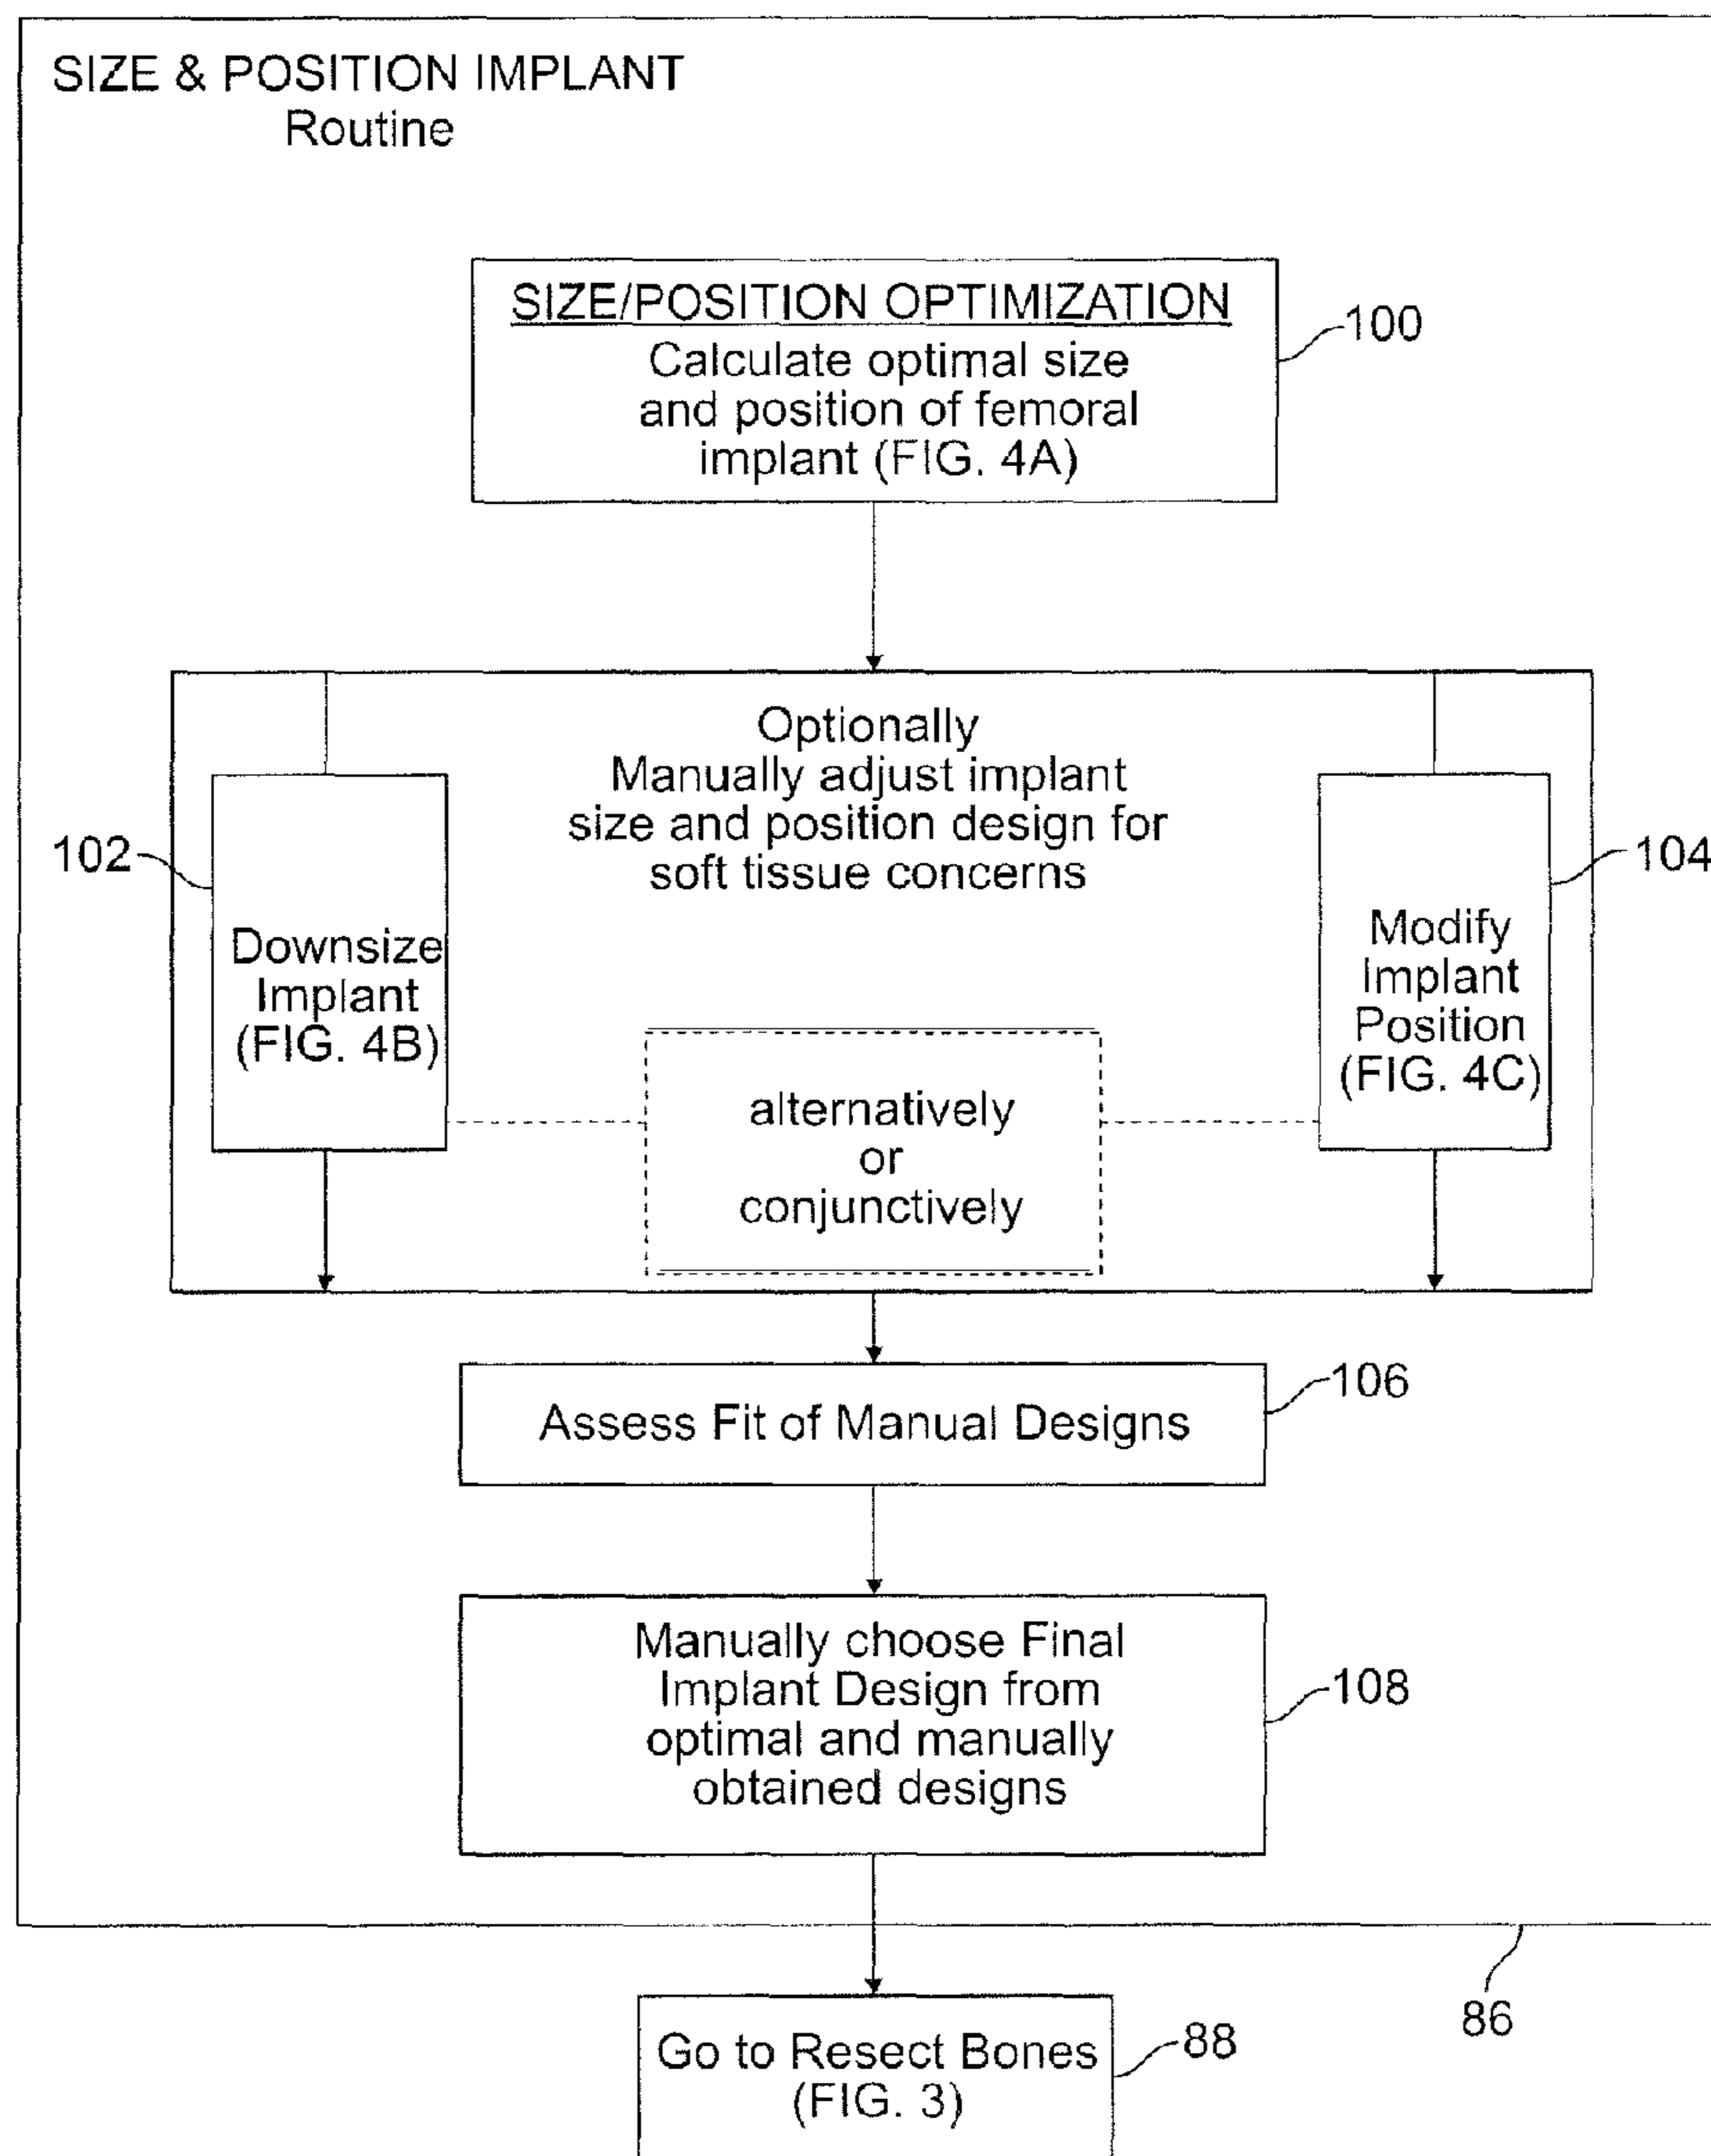 SIZE & POSITION IMPLANT
Routine
SIZE/POSITION OPTIMIZATION
Calculate optimal size
and position of femoral
implant (FIG. 4A)
100
Optionally
Manually adjust implant
size and position design for
soft tissue concerns
102
Downsize
Implant
(FIG. 4B)
104
Modify
Implant
Position
(FIG. 4C)
alternatively
or
conjunctively
106
Assess Fit of Manual Designs
Manually choose Final
Implant Design from
optimal and manually
obtained designs
108
86
Go to Resect Bones
(FIG. 3)
88